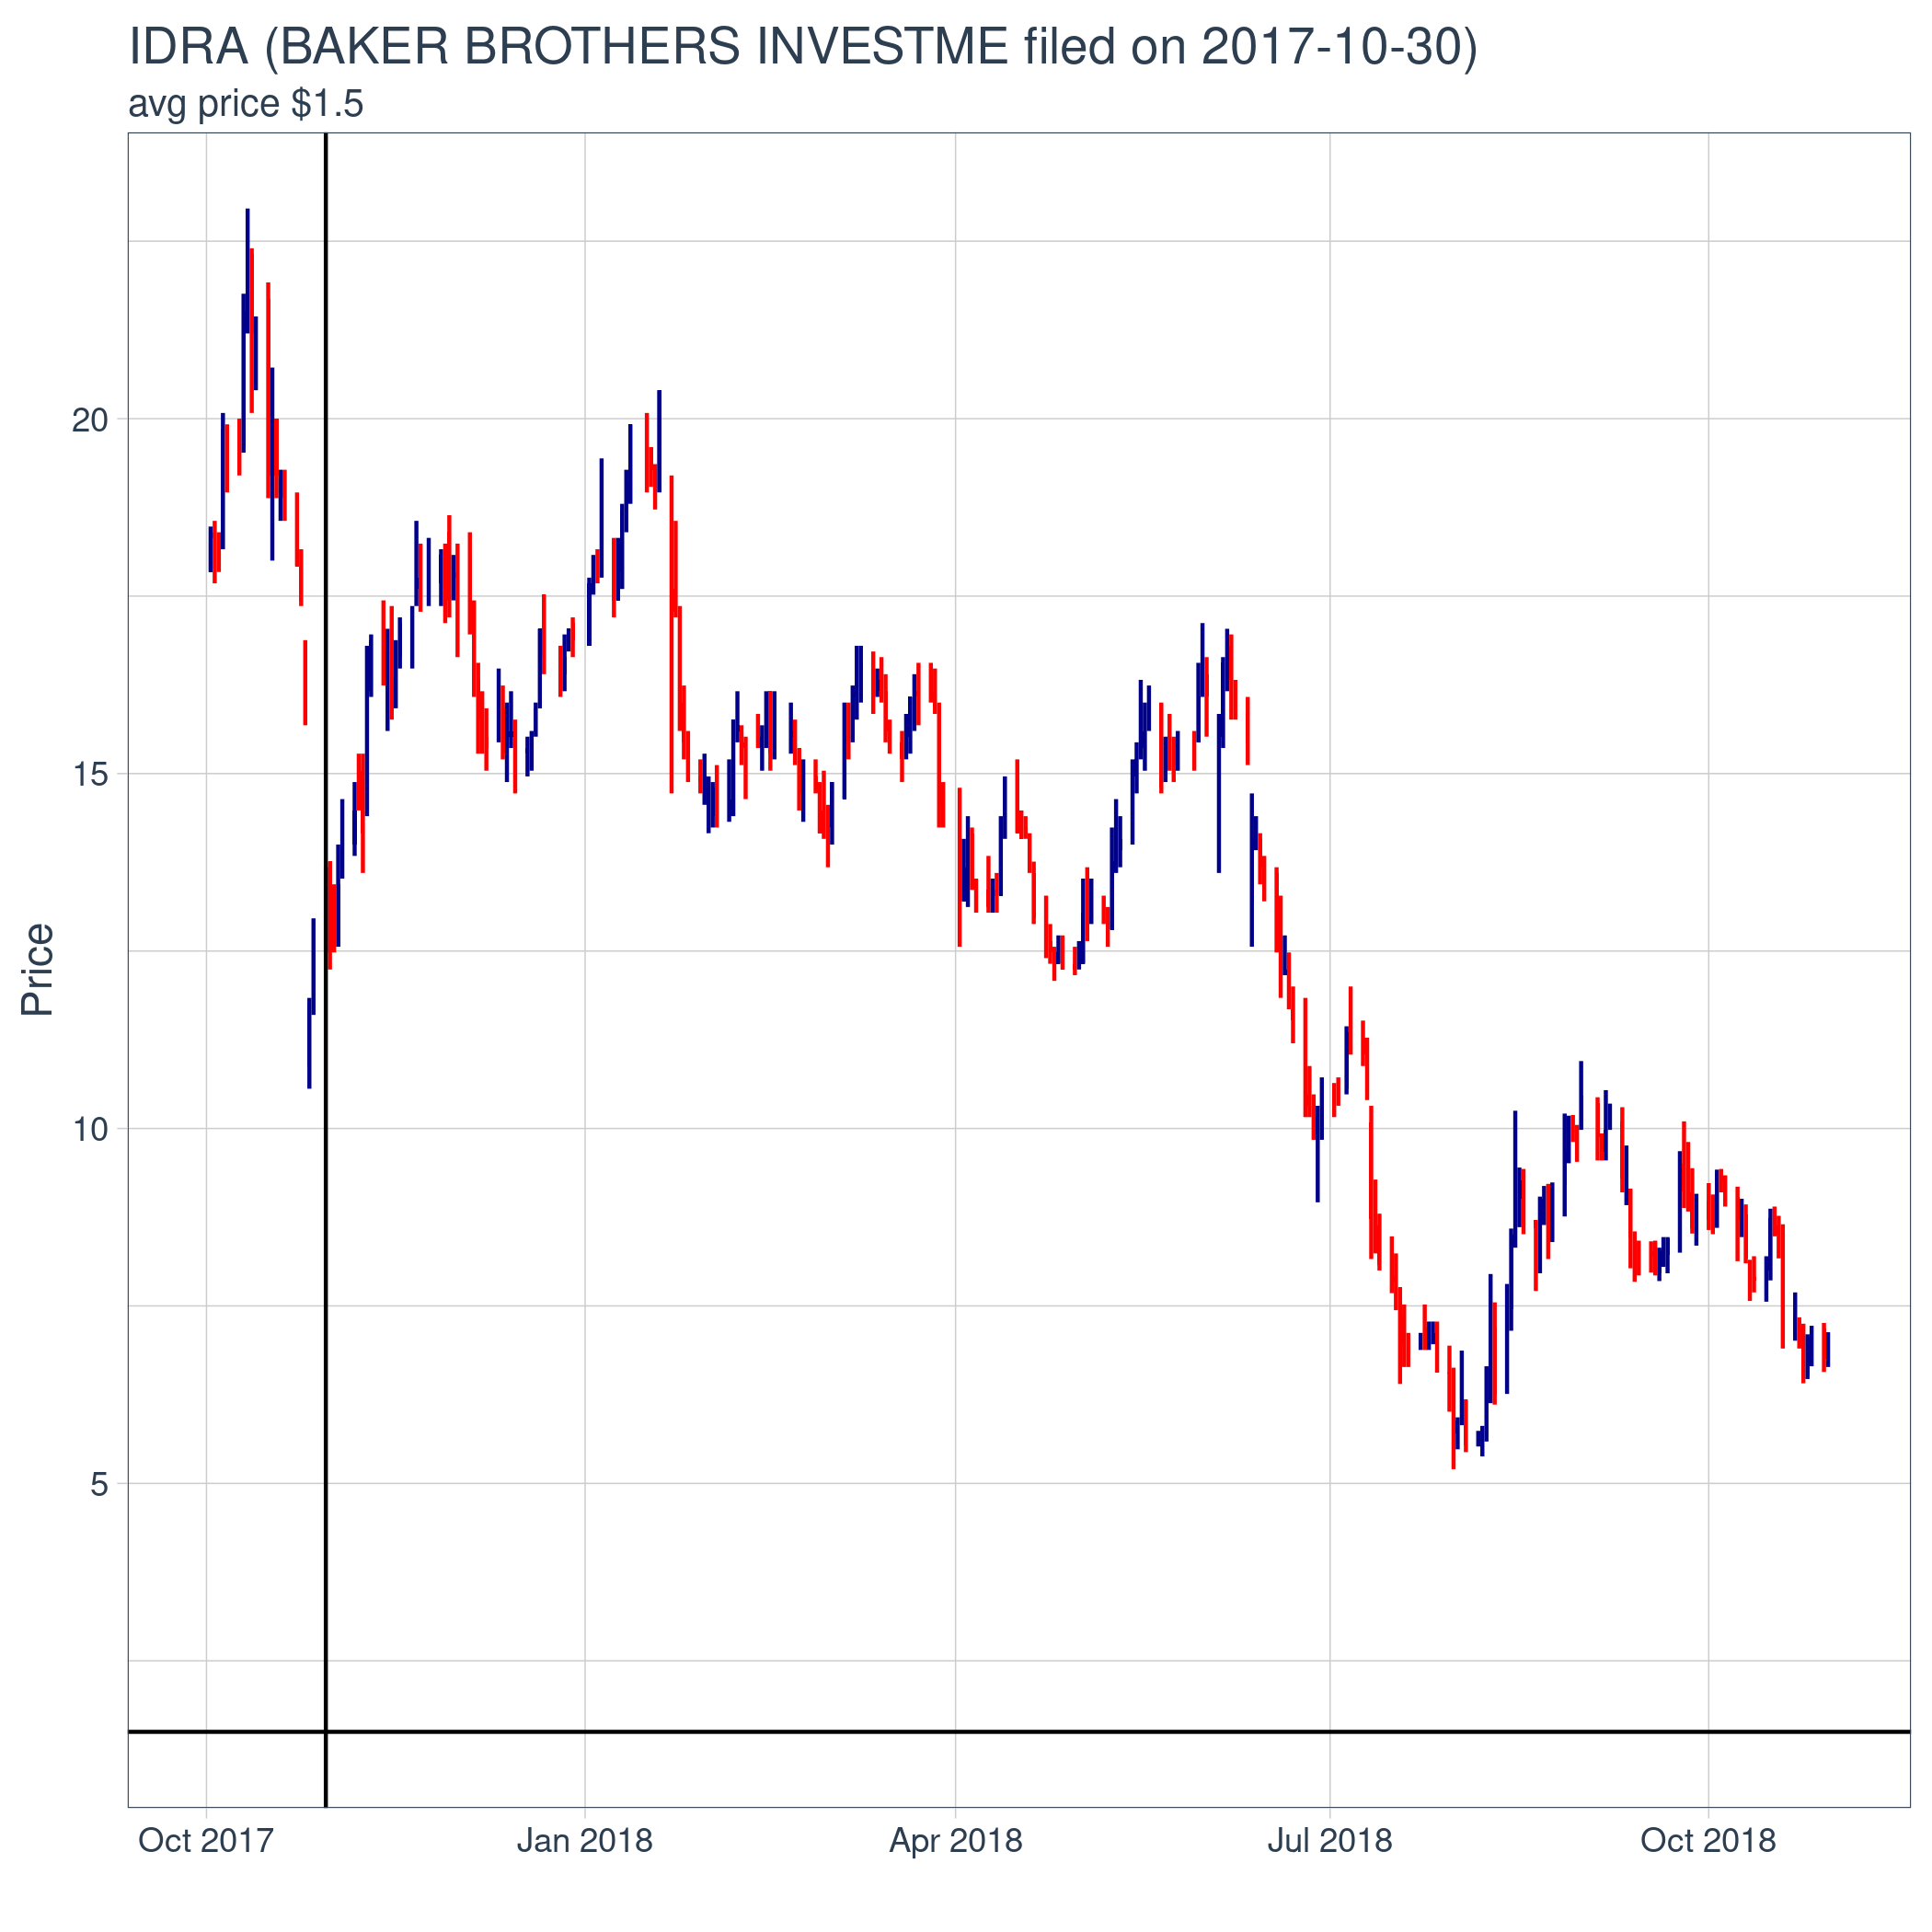 IDRA (BAKER BROTHERS INVESTME filed on 2017-10-30)
avg price $1.5
Price
20
15
10
5
Oct 2017
Jan 2018
Apr 2018
Jul 2018
Oct 2018